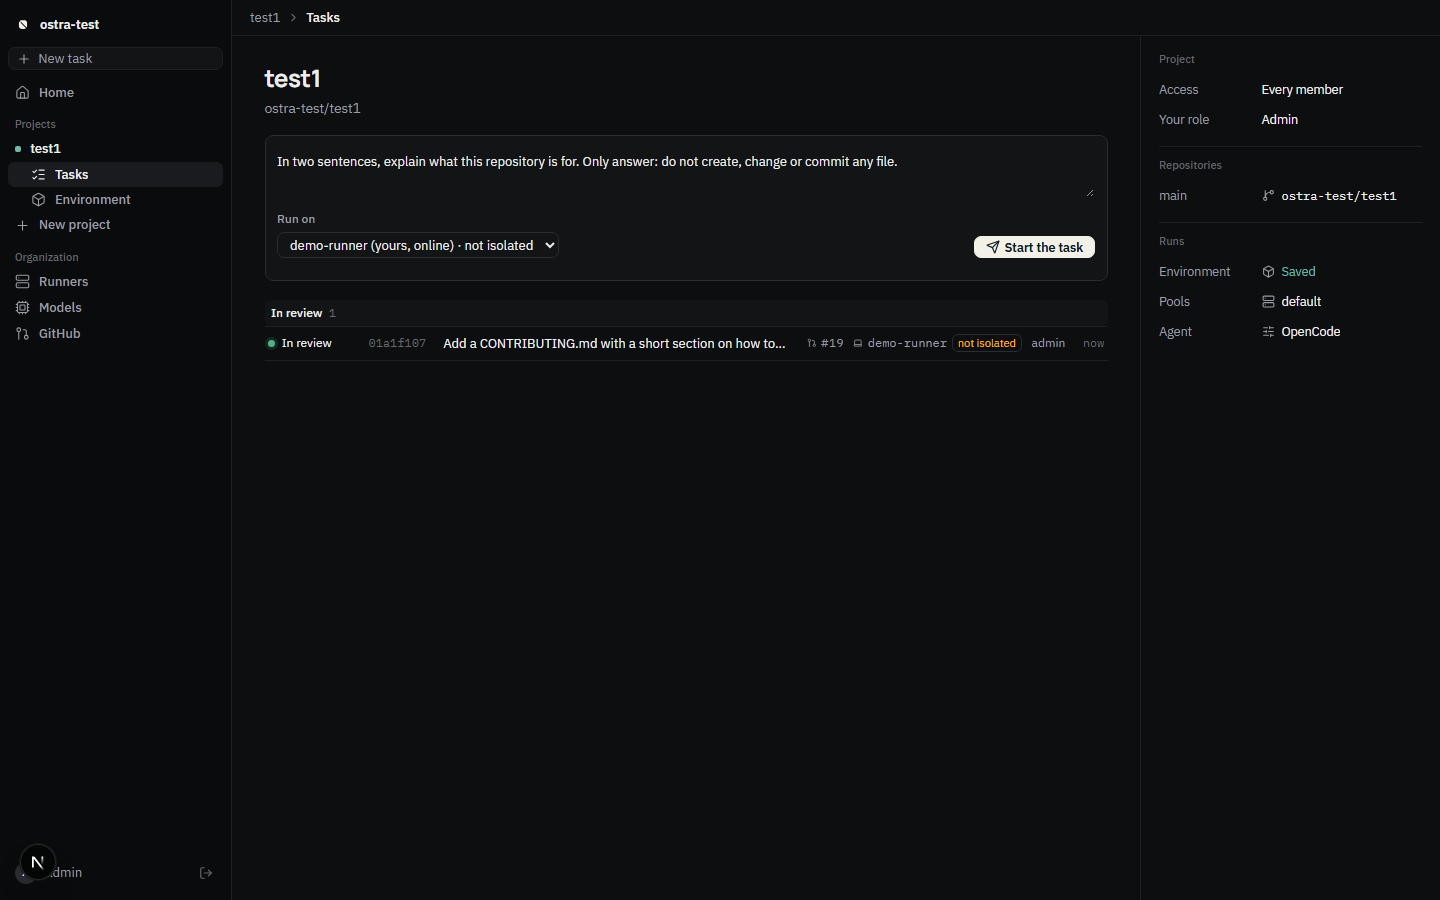 ostra-test
New task
Home
Projects
test1
Tasks
Environment
New project
Organization
Runners
Models
GitHub
N
dmin
test1 > Tasks
test1
ostra-test/test1
In two sentences, explain what this repository is for. Only answer: do not create, change or commit any file.
Run on
demo-runner (yours, online) · not isolated
Start the task
In review 1
In review 01a1f107 Add a CONTRIBUTING.md with a short section on how to... #19 demo-runner not isolated admin now
Project
Access Every member
Your role Admin
Repositories
main ostra-test/test1
Runs
Environment Saved
Pools default
Agent OpenCode